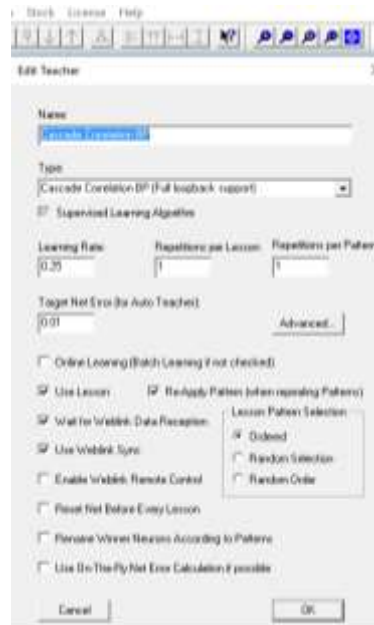 Stock License Help
Edit Teacher
Name
Cascade Correlation BP
Type
Cascade Correlation BP (Full loopback support)
Supervised Learning Algorithm
Learning Rate Repetitions per Lesson Repetitions per Pattern
0.25 1 1
Target Net Error (for Auto Teacher)
0.01 Advanced...
Online Learning (Batch Learning if not checked)
Use Lesson Re-Apply Pattern (when repeating Patterns)
Wait for Weblink Data Reception Lesson Pattern Selection
Ordered
Use Weblink Sync Random Selection
Enable Weblink Remote Control Random Order
Reset Net Before Every Lesson
Rename Winner Neurons According to Patterns
Use On-The-Fly Net Error Calculation if possible
Cancel OK